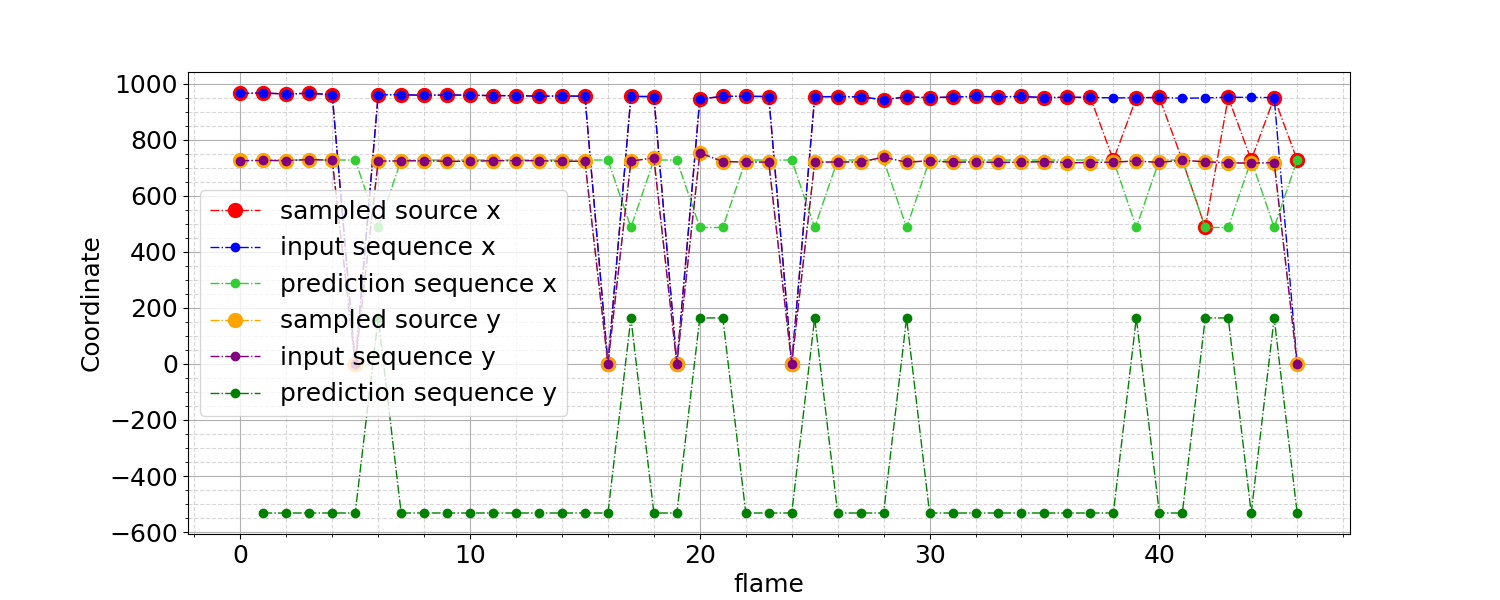 1000
800
600
400
200
0
−200
−400
−600
Coordinate
sampled source x
input sequence x
prediction sequence x
sampled source y
input sequence y
prediction sequence y
0 10 20 30 40
flame